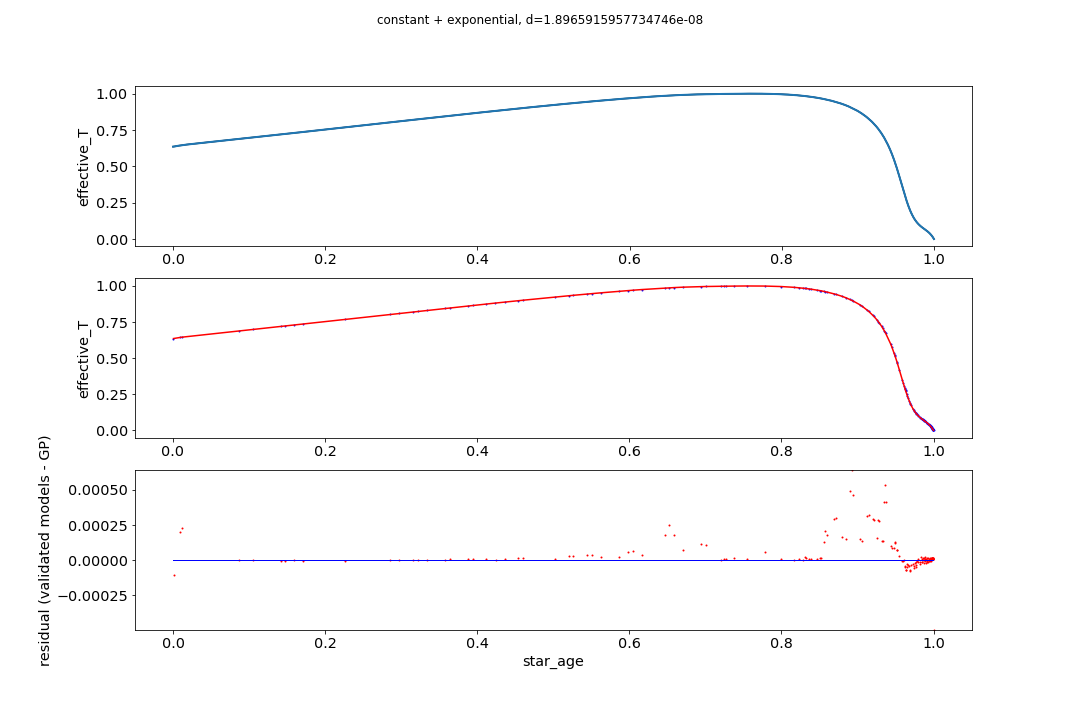 constant + exponential, d=1.8965915957734746e-08
effective_T
1.00
0.75
0.50
0.25
0.00
0.0 0.2 0.4 0.6 0.8 1.0
effective_T
1.00
0.75
0.50
0.25
0.00
0.0 0.2 0.4 0.6 0.8 1.0
residual (validated models - GP)
0.00050
0.00025
0.00000
−0.00025
0.0 0.2 0.4 0.6 0.8 1.0
star_age